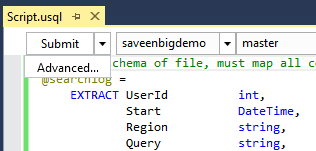 Script.usql
Submit saveenbigdemo master
Advanced... chema of file, must map all c
@searchlog =
EXTRACT UserId int,
Start DateTime,
Region string,
Query string,